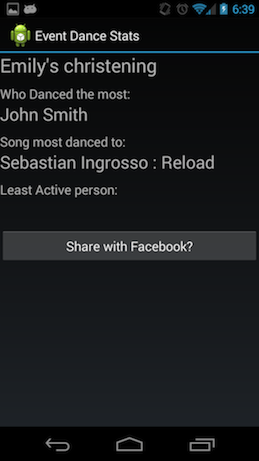 6:39
Event Dance Stats
Emily's christening
Who Danced the most:
John Smith
Song most danced to:
Sebastian Ingrosso : Reload
Least Active person:
Share with Facebook?